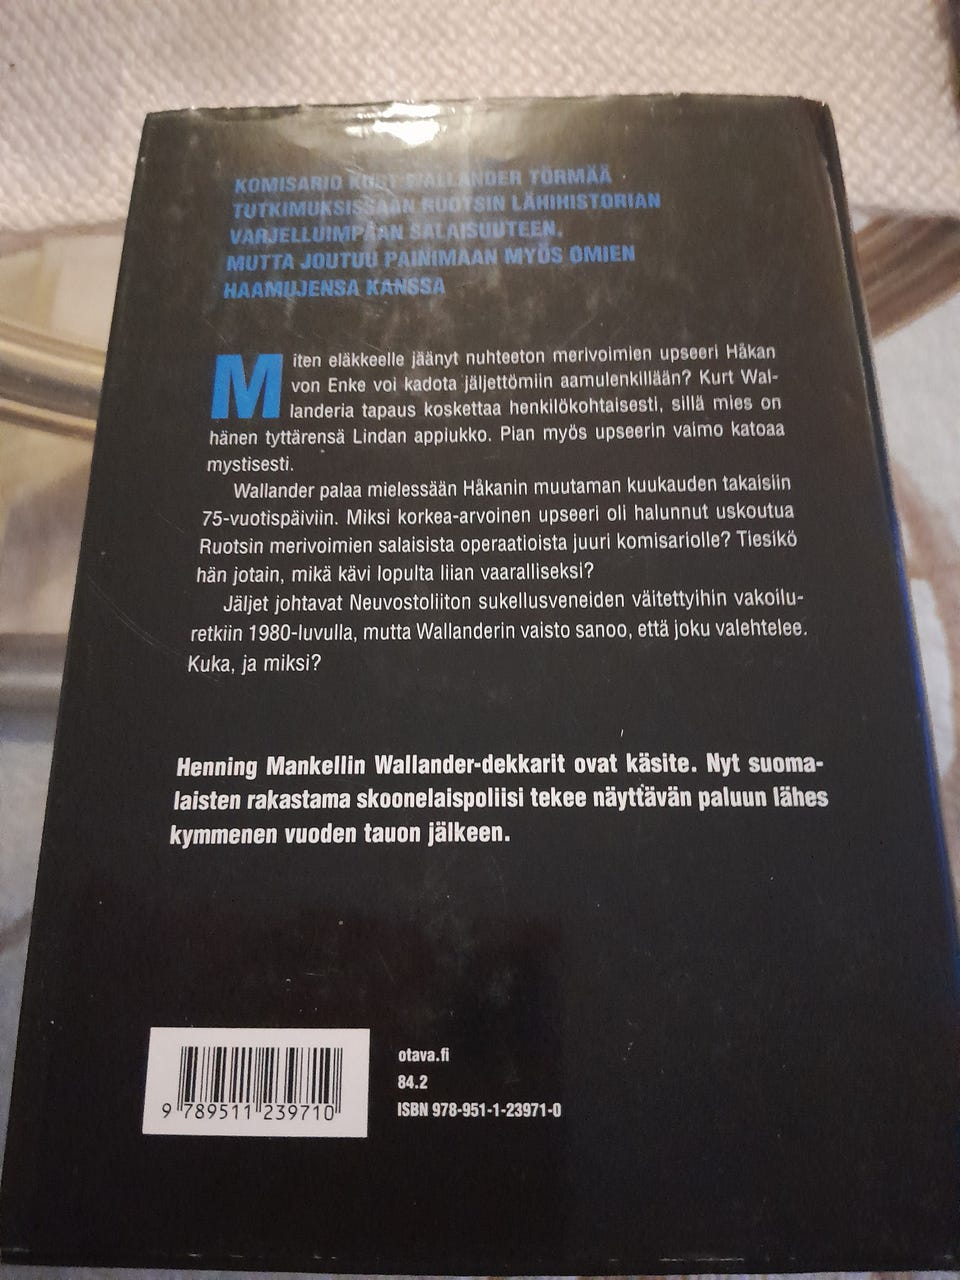 KOMISARIO KURT WALLANDER TÖRMÄÄ
TUTKIMUKSISSAAN RUOTSIN LÄHIHISTORIAN
VARJELLUIMPAAN SALAISUUTEEN,
MUTTA JOUTUU PAINIMAAN MYÖS OMIEN
HAAMUJENSA KANSSA
Miten eläkkeelle jäänyt nuhteeton merivoimien upseeri Håkan
von Enke voi kadota jäljettömiin aamulenkillään? Kurt Wal-
landeria tapaus koskettaa henkilökohtaisesti, sillä mies on
hänen tyttärensä Lindan appiukko. Pian myös upseerin vaimo katoaa
mystisesti.
Wallander palaa mielessään Håkanin muutaman kuukauden takaisiin
75-vuotispäiviin. Miksi korkea-arvoinen upseeri oli halunnut uskoutua
Ruotsin merivoimien salaisista operaatioista juuri komisariolle? Tiesikö
hän jotain, mikä kävi lopulta liian vaaralliseksi?
Jäljet johtavat Neuvostoliiton sukellusveneiden väitettyihin vakoilu-
retkiin 1980-luvulla, mutta Wallanderin vaisto sanoo, että joku valehtelee.
Kuka, ja miksi?
Henning Mankellin Wallander-dekkarit ovat käsite. Nyt suoma-
laisten rakastama skoonelaispoliisi tekee näyttävän paluun lähes
kymmenen vuoden tauon jälkeen.
otava.fi
84.2
ISBN 978-951-1-23971-0
9 789511 239710